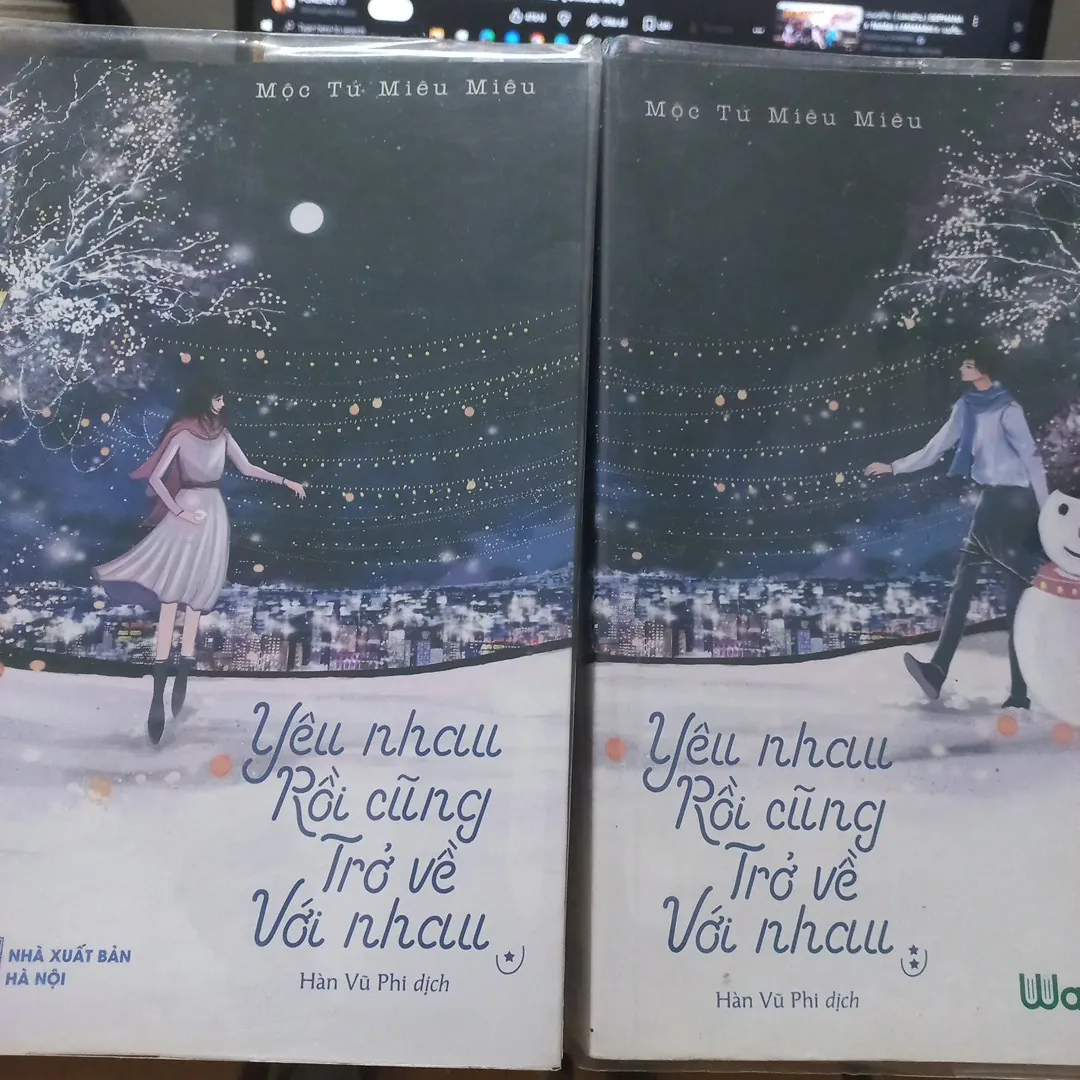 Mộc Tử Miêu Miêu
Yêu nhau
Rồi cũng
Trở về
Với nhau
Hàn Vũ Phi dịch
NHÀ XUẤT BẢN
HÀ NỘI
Mộc Tử Miêu Miêu
Yêu nhau
Rồi cũng
Trở về
Với nhau
Hàn Vũ Phi dịch
Wa